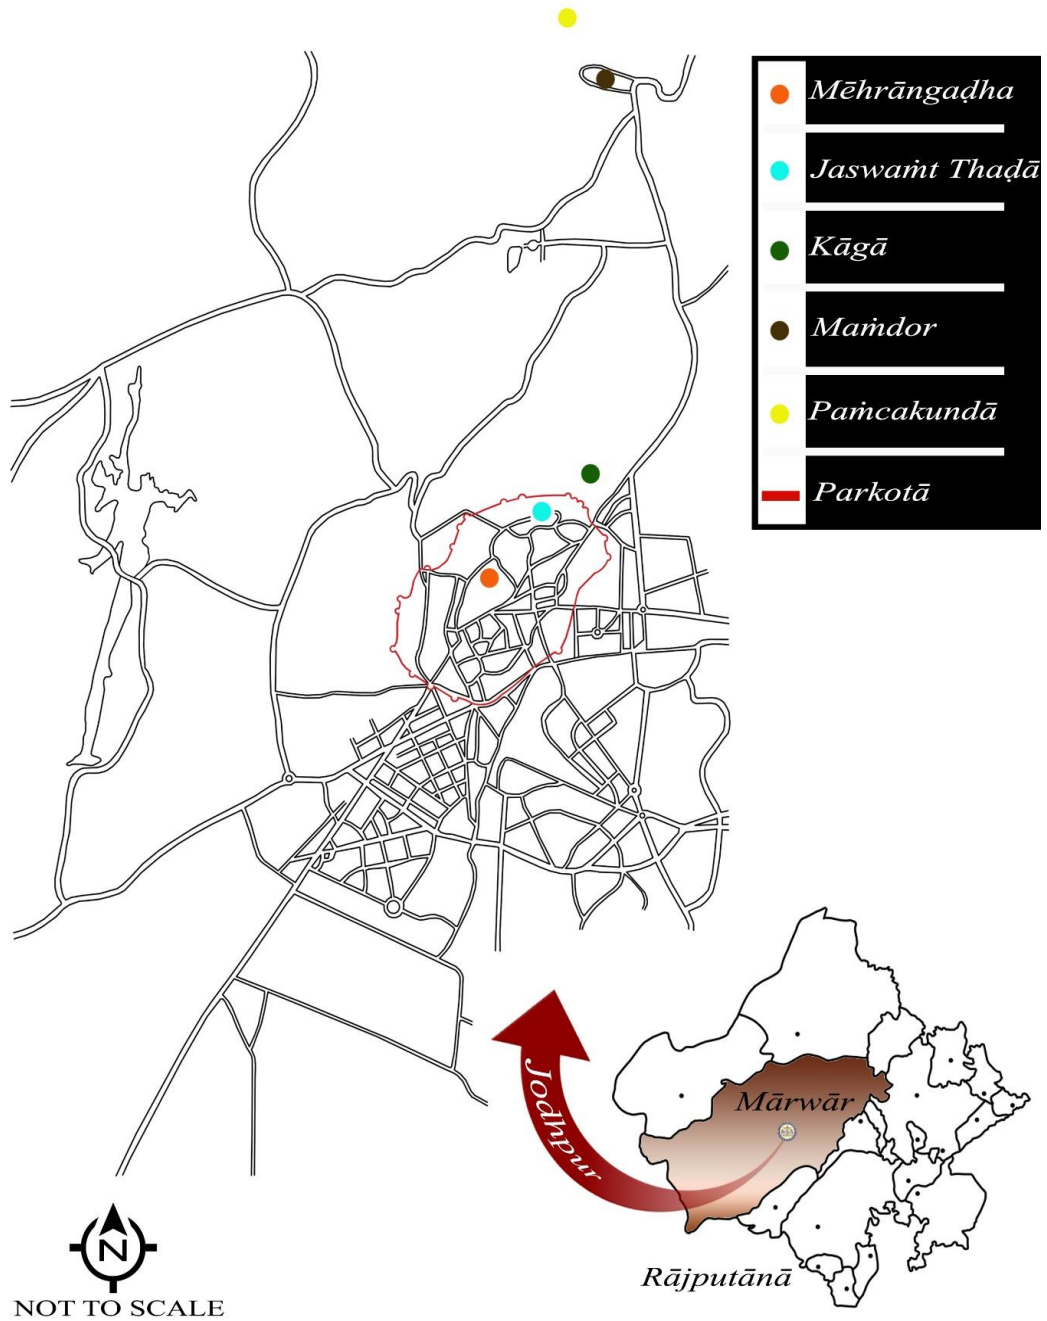 Mēhrāngaḍha
Jaswaṁt Thaḍā
Kāgā
Maṁdor
Paṁcakundā
Parkotā
Jodhpur
Mārwār
Rājputānā
N
NOT TO SCALE